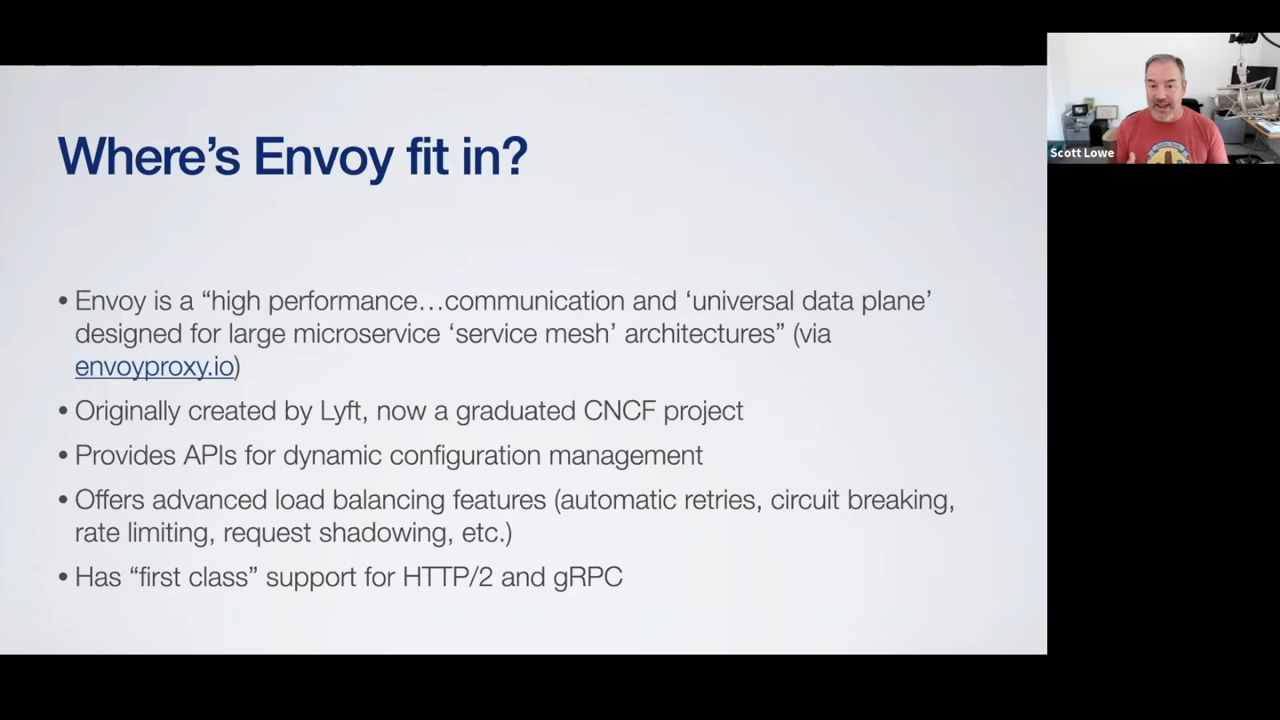 Where’s Envoy fit in?
• Envoy is a “high performance…communication and ‘universal data plane’
designed for large microservice ‘service mesh’ architectures” (via
envoyproxy.io)
• Originally created by Lyft, now a graduated CNCF project
• Provides APIs for dynamic configuration management
• Offers advanced load balancing features (automatic retries, circuit breaking,
rate limiting, request shadowing, etc.)
• Has “first class” support for HTTP/2 and gRPC
Scott Lowe